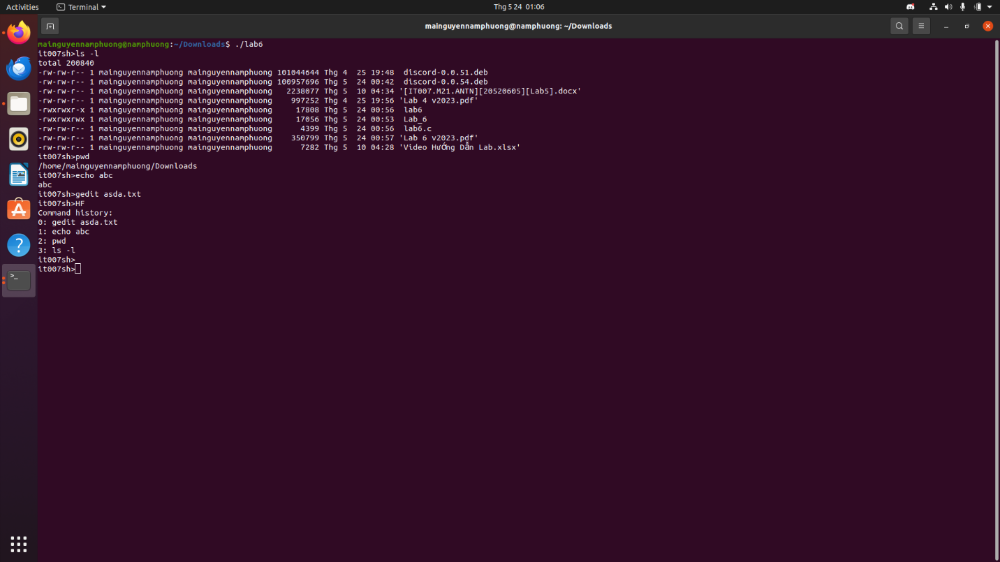 Activities Terminal Thg 5 24 01:06
mainguyennamphuong@namphuong: ~/Downloads
mainguyennamphuong@namphuong:~/Downloads$ ./lab6
it007sh>ls -l
total 200840
-rw-rw-r-- 1 mainguyennamphuong mainguyennamphuong 101044644 Thg 4  25 19:48  discord-0.0.51.deb
-rw-rw-r-- 1 mainguyennamphuong mainguyennamphuong 100957696 Thg 5  24 00:42  discord-0.0.54.deb
-rw-rw-r-- 1 mainguyennamphuong mainguyennamphuong   2238077 Thg 5  10 04:34 '[IT007.M21.ANTN][20520605][Lab5].docx'
-rw-rw-r-- 1 mainguyennamphuong mainguyennamphuong    997252 Thg 4  25 19:56 'Lab 4 v2023.pdf'
-rwxrwxr-x 1 mainguyennamphuong mainguyennamphuong     17808 Thg 5  24 00:56  lab6
-rwxrwxrwx 1 mainguyennamphuong mainguyennamphuong     17056 Thg 5  24 00:53  Lab_6
-rw-rw-r-- 1 mainguyennamphuong mainguyennamphuong      4399 Thg 5  24 00:56  lab6.c
-rw-rw-r-- 1 mainguyennamphuong mainguyennamphuong    350799 Thg 5  24 00:57 'Lab 6 v2023.pdf'
-rw-rw-r-- 1 mainguyennamphuong mainguyennamphuong      7282 Thg 5  10 04:28 'Video Hướng Dẫn Lab.xlsx'
it007sh>pwd
/home/mainguyennamphuong/Downloads
it007sh>echo abc
abc
it007sh>gedit asda.txt
it007sh>HF
Command history:
0: gedit asda.txt
1: echo abc
2: pwd
3: ls -l
it007sh>
it007sh>